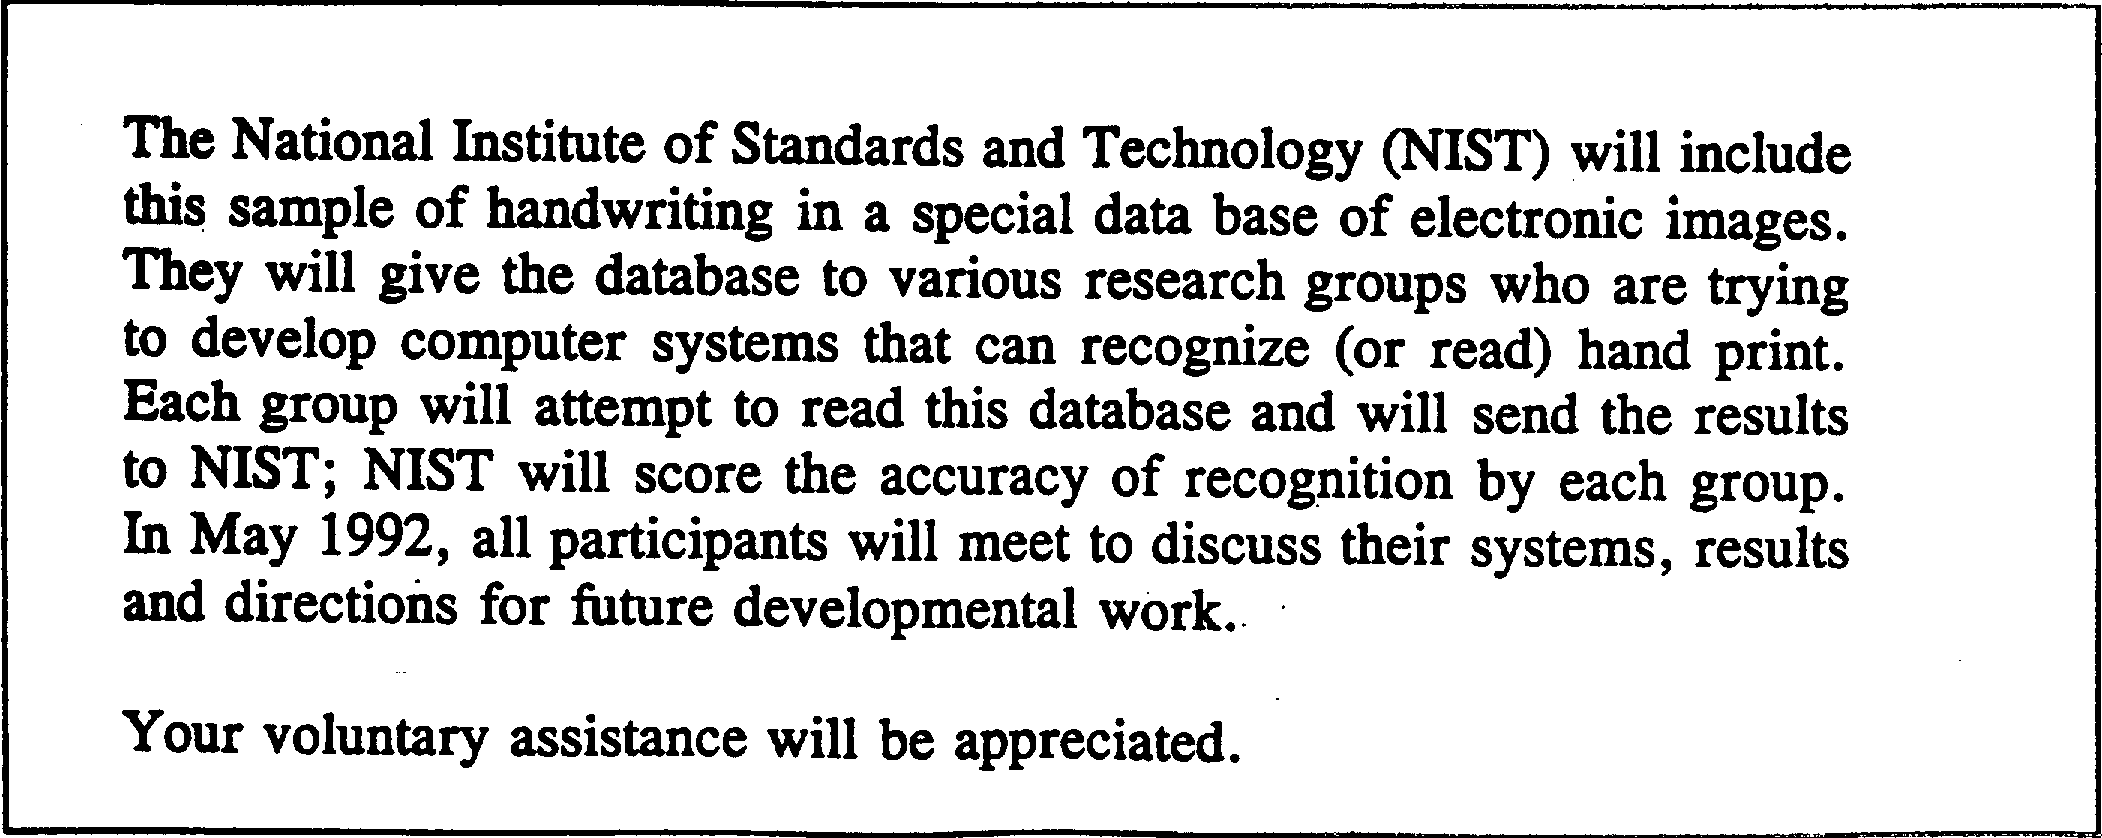 The National Institute of Standards and Technology (NIST) will include
this sample of handwriting in a special data base of electronic images.
They will give the database to various research groups who are trying
to develop computer systems that can recognize (or read) hand print.
Each group will attempt to read this database and will send the results
to NIST; NIST will score the accuracy of recognition by each group.
In May 1992, all participants will meet to discuss their systems, results
and directions for future developmental work.
Your voluntary assistance will be appreciated.